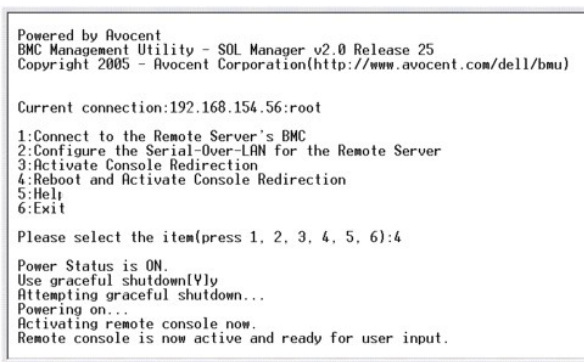 Powered by Avocent
BMC Management Utility - SOL Manager v2.0 Release 25
Copyright 2005 - Avocent Corporation(http://www.avocent.com/dell/bmu)
Current connection:192.168.154.56:root
1:Connect to the Remote Server's BMC
2:Configure the Serial-Over-LAN for the Remote Server
3:Activate Console Redirection
4:Reboot and Activate Console Redirection
5:Help
6:Exit
Please select the item(press 1, 2, 3, 4, 5, 6):4
Power Status is ON.
Use graceful shutdown[Y]y
Attempting graceful shutdown...
Powering on...
Activating remote console now.
Remote console is now active and ready for user input.